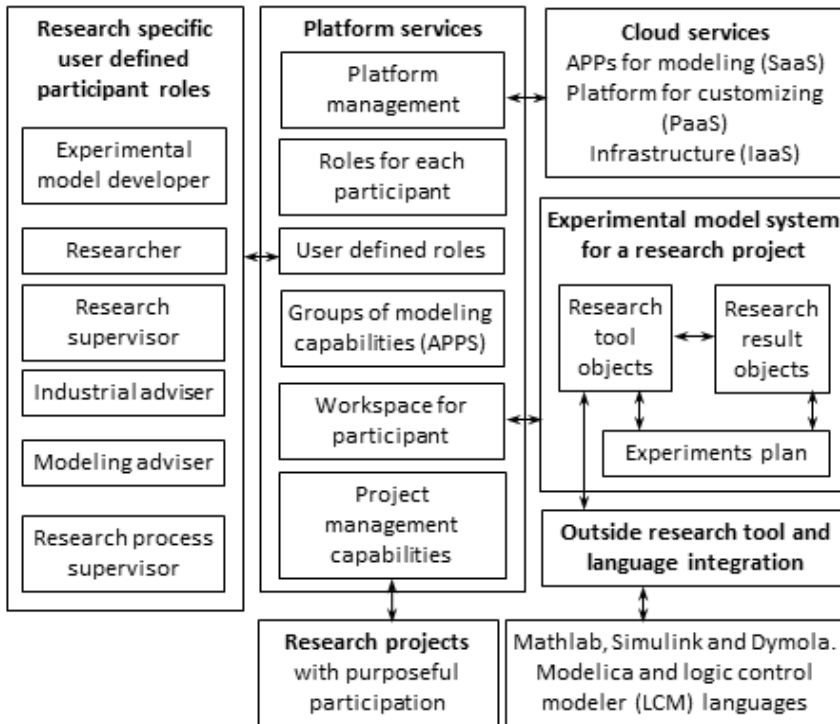 Research specific
user defined
participant roles
Experimental
model developer
Researcher
Research
supervisor
Industrial adviser
Modeling adviser
Research process
supervisor
Platform services
Platform
management
Roles for each
participant
User defined roles
Groups of modeling
capabilities (APPS)
Workspace for
participant
Project
management
capabilities
Research projects
with purposeful
participation
Cloud services
APPs for modeling (SaaS)
Platform for customizing
(PaaS)
Infrastructure (IaaS)
Experimental model system
for a research project
Research
tool
objects
Research
result
objects
Experiments plan
Outside research tool and
language integration
Mathlab, Simulink and Dymola.
Modelica and logic control
modeler (LCM) languages